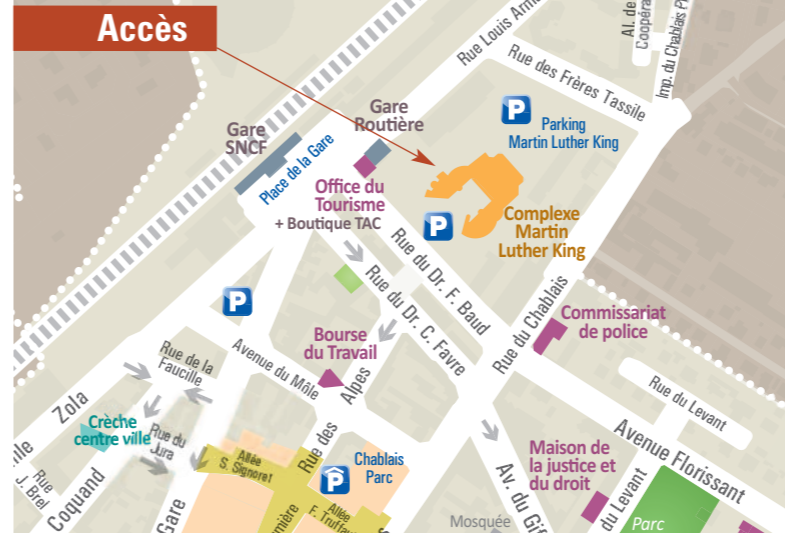 Accès
Rue Louis Arma
Al. de
Coopéra
Imp. du Chablais P
Rue des Frères Tassile
P
Parking
Martin Luther King
Gare
Routière
Gare
SNCF
Place de la Gare
Office du
Tourisme
+ Boutique TAC
P
Complexe
Martin
Luther King
Rue du Dr. F. Baud
Rue du Dr. C. Favre
Rue du Chablais
P
Commissariat
de police
Bourse
du Travail
Rue de la
Faucille
Avenue du Môle
Rue des
Alpes
Rue du Levant
Zola
Crèche
centre ville
Rue du
Jura
Allée
S. Signoret
P
Chablais
Parc
Maison de
la justice et
du droit
Avenue Florissant
Rue
J. Brel
Coquand
Gare
Allée
F. Truffau
Av. du Gif
Mosquée
du Levant
Parc